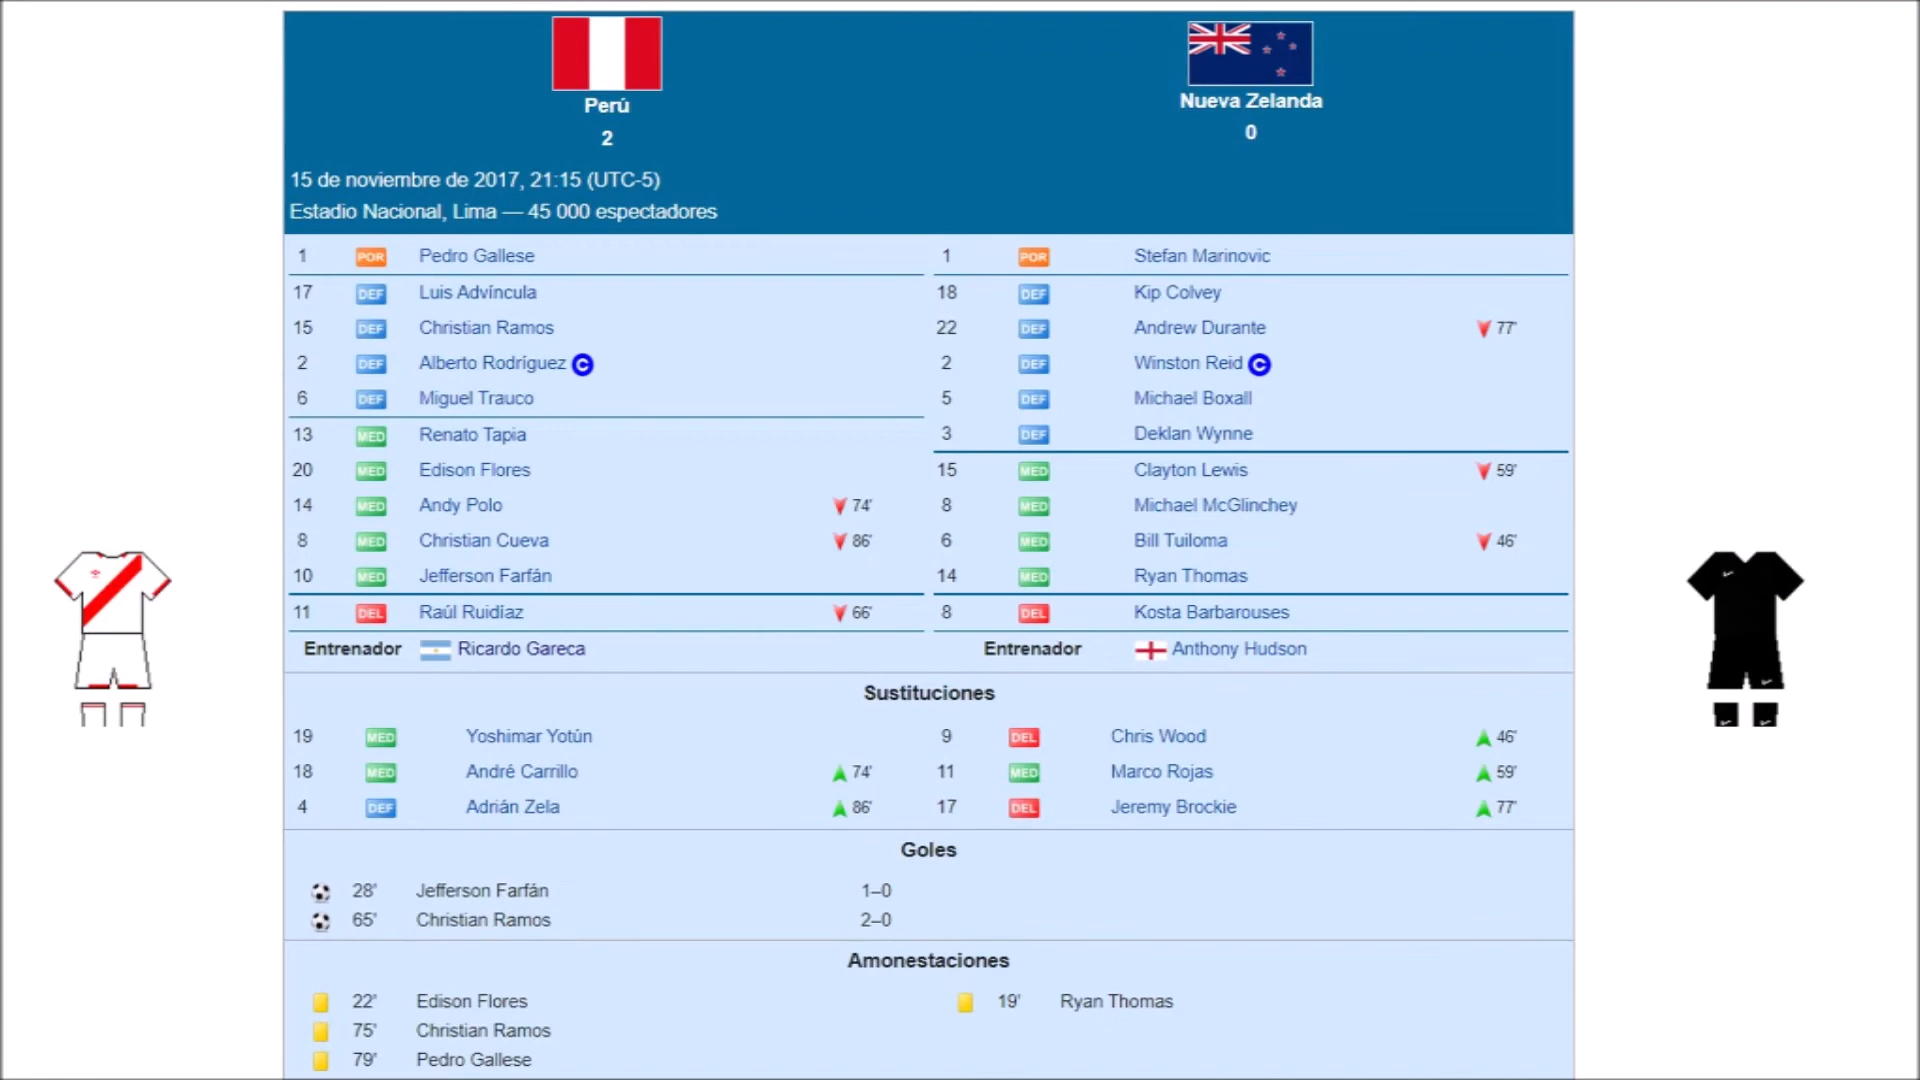 Perú
Nueva Zelanda
2
0
15 de noviembre de 2017, 21:15 (UTC-5)
Estadio Nacional, Lima — 45 000 espectadores
1 POR Pedro Gallese 1 POR Stefan Marinovic
17 DEF Luis Advíncula 18 DEF Kip Colvey
15 DEF Christian Ramos 22 DEF Andrew Durante 77'
2 DEF Alberto Rodríguez C 2 DEF Winston Reid C
6 DEF Miguel Trauco 5 DEF Michael Boxall
13 MED Renato Tapia 3 DEF Deklan Wynne
20 MED Edison Flores 15 MED Clayton Lewis 59'
14 MED Andy Polo 74' 8 MED Michael McGlinchey
8 MED Christian Cueva 86' 6 MED Bill Tuiloma 46'
10 MED Jefferson Farfán 14 MED Ryan Thomas
11 DEL Raúl Ruidíaz 66' 8 DEL Kosta Barbarouses
Entrenador Ricardo Gareca Entrenador Anthony Hudson
Sustituciones
19 MED Yoshimar Yotún 9 DEL Chris Wood 46'
18 MED André Carrillo 74' 11 MED Marco Rojas 59'
4 DEF Adrián Zela 86' 17 DEL Jeremy Brockie 77'
Goles
28' Jefferson Farfán 1–0
65' Christian Ramos 2–0
Amonestaciones
22' Edison Flores 19' Ryan Thomas
75' Christian Ramos
79' Pedro Gallese